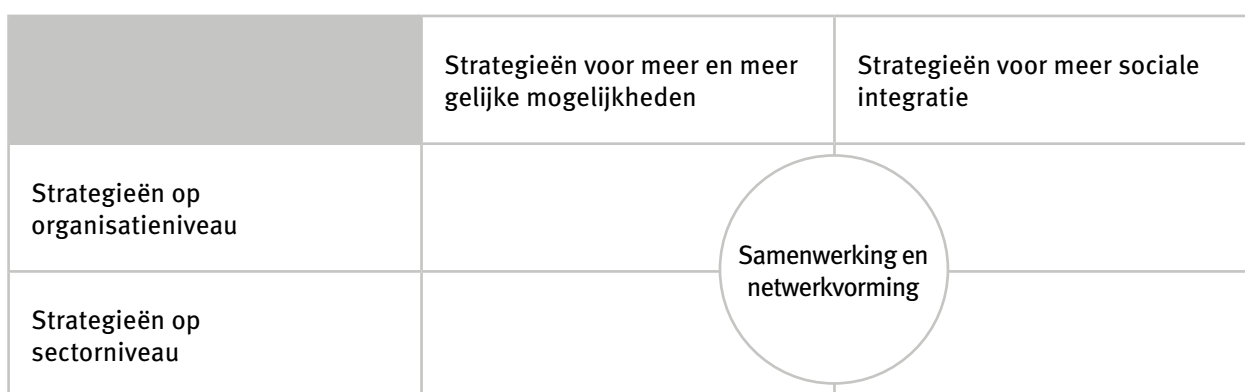 Strategieën voor meer en meer
gelijke mogelijkheden
Strategieën voor meer sociale
integratie
Strategieën op
organisatieniveau
Samenwerking en
netwerkvorming
Strategieën op
sectorniveau